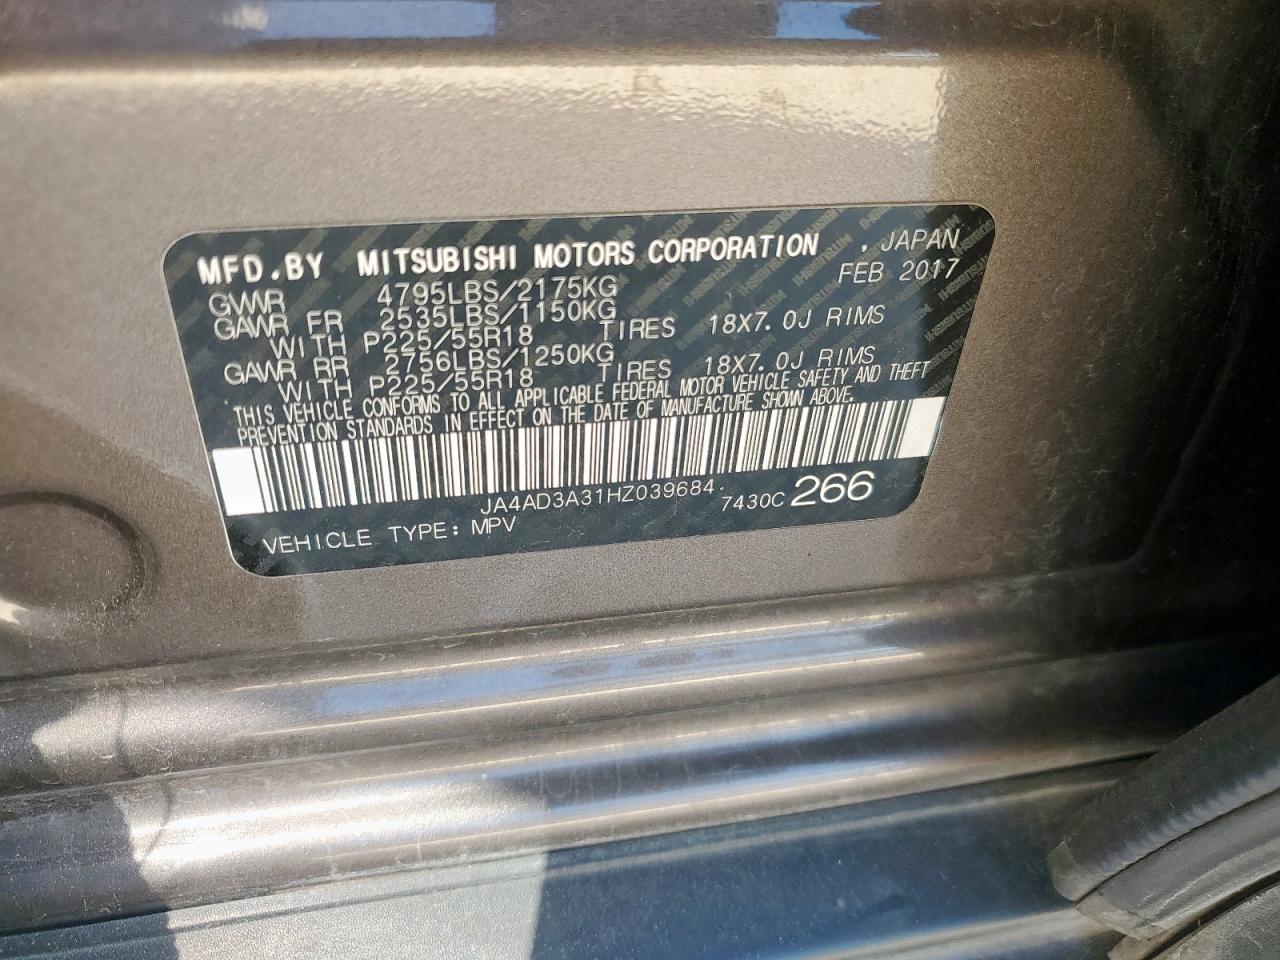 MFD.BY MITSUBISHI MOTORS CORPORATION , JAPAN
FEB 2017
GVWR 4795LBS/2175KG
GAWR FR 2535LBS/1150KG
WITH P225/55R18 TIRES 18X7.0J RIMS
GAWR RR 2756LBS/1250KG
WITH P225/55R18 TIRES 18X7.0J RIMS
THIS VEHICLE CONFORMS TO ALL APPLICABLE FEDERAL MOTOR VEHICLE SAFETY AND THEFT
PREVENTION STANDARDS IN EFFECT ON THE DATE OF MANUFACTURE SHOWN ABOVE.
JA4AD3A31HZ039684
7430C 266
VEHICLE TYPE: MPV